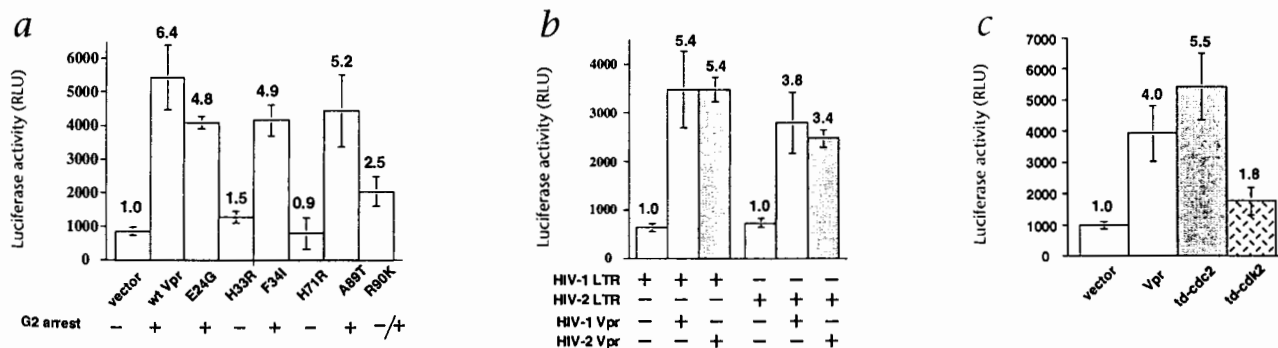 a
Luciferase activity (RLU)
6000
5000
4000
3000
2000
1000
0
1.0
6.4
4.8
1.5
4.9
0.9
5.2
2.5
vector
wt Vpr
E24G
H33R
F34I
H71R
A89T
R90K
G2 arrest − + + − + − + −/+
b
Luciferase activity (RLU)
4000
3000
2000
1000
0
1.0
5.4
5.4
1.0
3.8
3.4
HIV-1 LTR + + + − − −
HIV-2 LTR − − − + + +
HIV-1 Vpr − + − − + −
HIV-2 Vpr − − + − − +
c
Luciferase activity (RLU)
7000
6000
5000
4000
3000
2000
1000
0
1.0
4.0
5.5
1.8
vector
Vpr
td-cdc2
td-cdk2